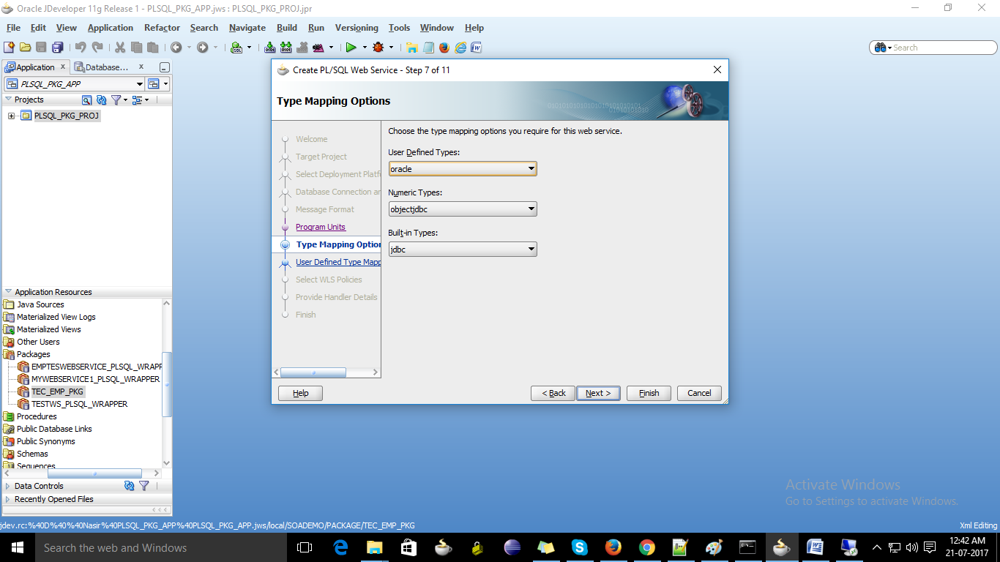 Oracle JDeveloper 11g Release 1 - PLSQL_PKG_APP.jws : PLSQL_PKG_PROJ.jpr
File Edit View Application Refactor Search Navigate Build Run Versioning Tools Window Help
Search
Application Database...
PLSQL_PKG_APP
Projects
PLSQL_PKG_PROJ
Application Resources
Java Sources
Materialized View Logs
Materialized Views
Other Users
Packages
EMPTESWEBSERVICE_PLSQL_WRAPP
MYWEBSERVICE1_PLSQL_WRAPPER
TEC_EMP_PKG
TESTWS_PLSQL_WRAPPER
Procedures
Public Database Links
Public Synonyms
Schemas
Sequences
Data Controls
Recently Opened Files
Create PL/SQL Web Service - Step 7 of 11
Type Mapping Options
010101010101010101010101
01010101010
Welcome
Target Project
Select Deployment Platf
Database Connection an
Message Format
Program Units
Type Mapping Option
User Defined Type Mapp
Select WLS Policies
Provide Handler Details
Finish
Choose the type mapping options you require for this web service.
User Defined Types:
oracle
Numeric Types:
objectjdbc
Built-in Types:
jdbc
Help < Back Next > Finish Cancel
Activate Windows
Go to Settings to activate Windows.
jdev.rc:%40D%40%40Nasir%40PLSQL_PKG_APP%40PLSQL_PKG_APP.jws/local/SOADEMO/PACKAGE/TEC_EMP_PKG
Xml Editing
Search the web and Windows
12:42 AM
21-07-2017